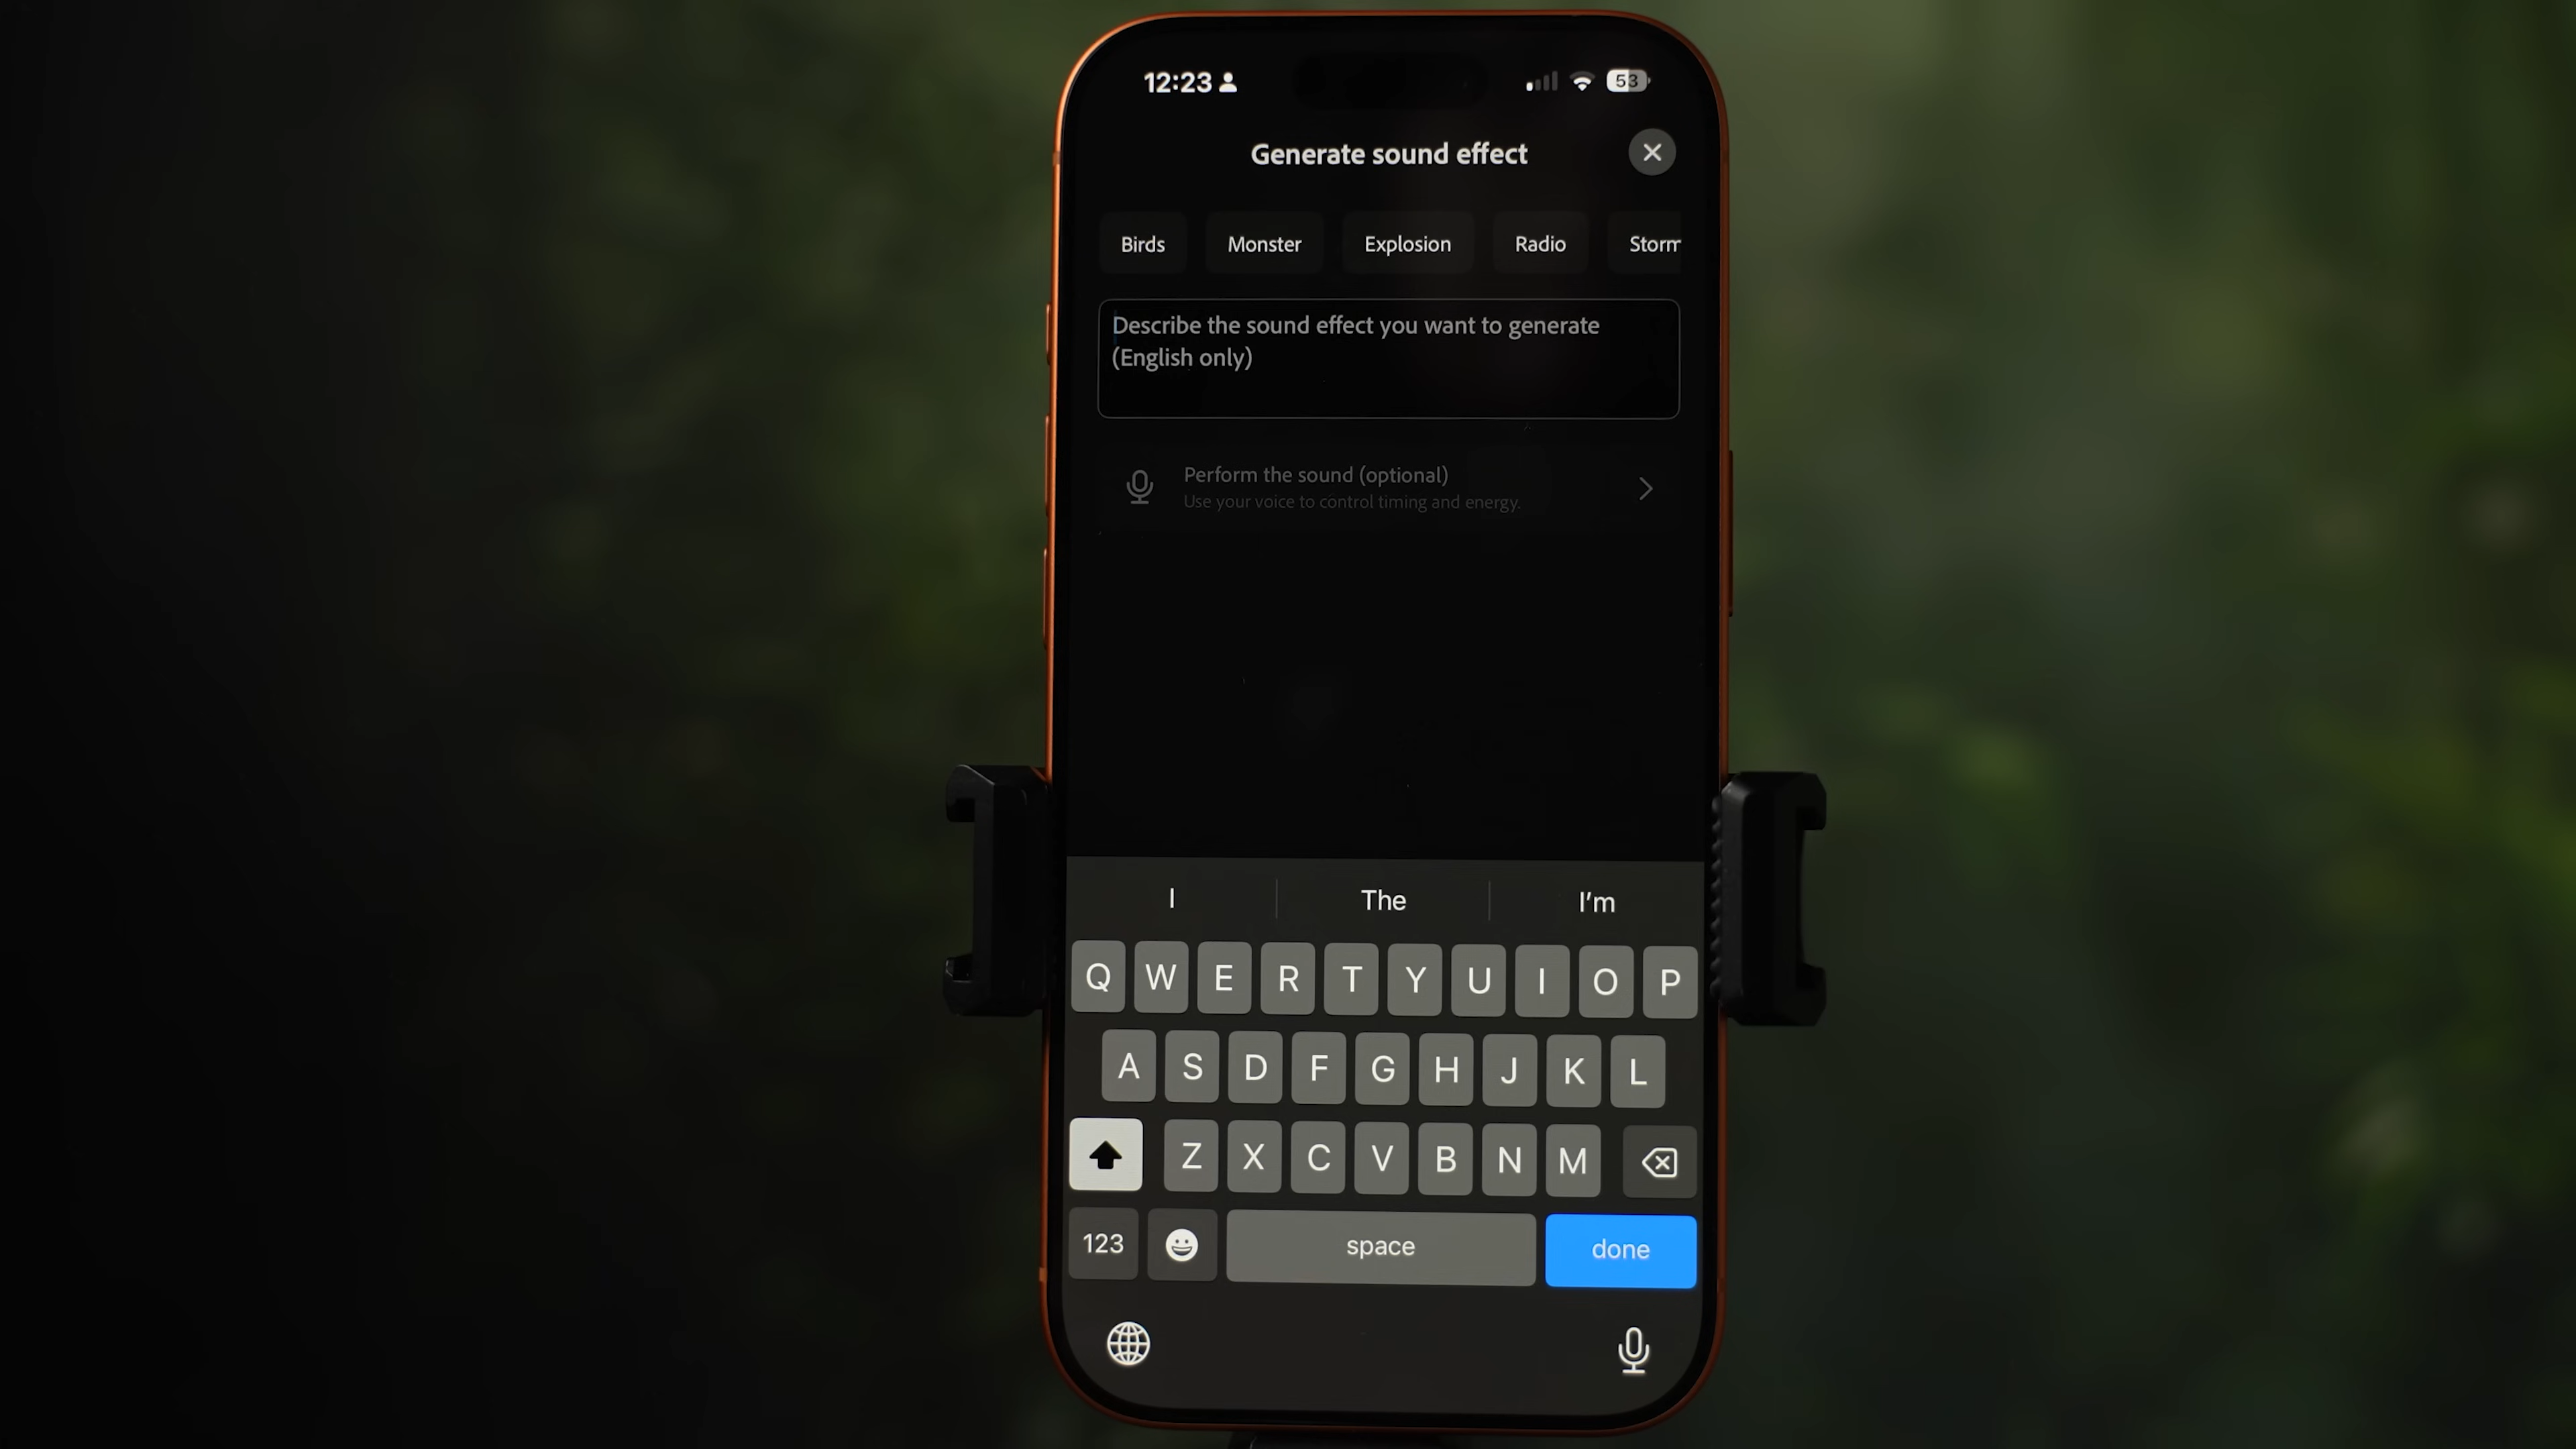 12:23
53
Generate sound effect
Birds
Monster
Explosion
Radio
Storm
Describe the sound effect you want to generate
(English only)
Perform the sound (optional)
Use your voice to control timing and energy.
I
The
I'm
Q W E R T Y U I O P
A S D F G H J K L
Z X C V B N M
123
space
done